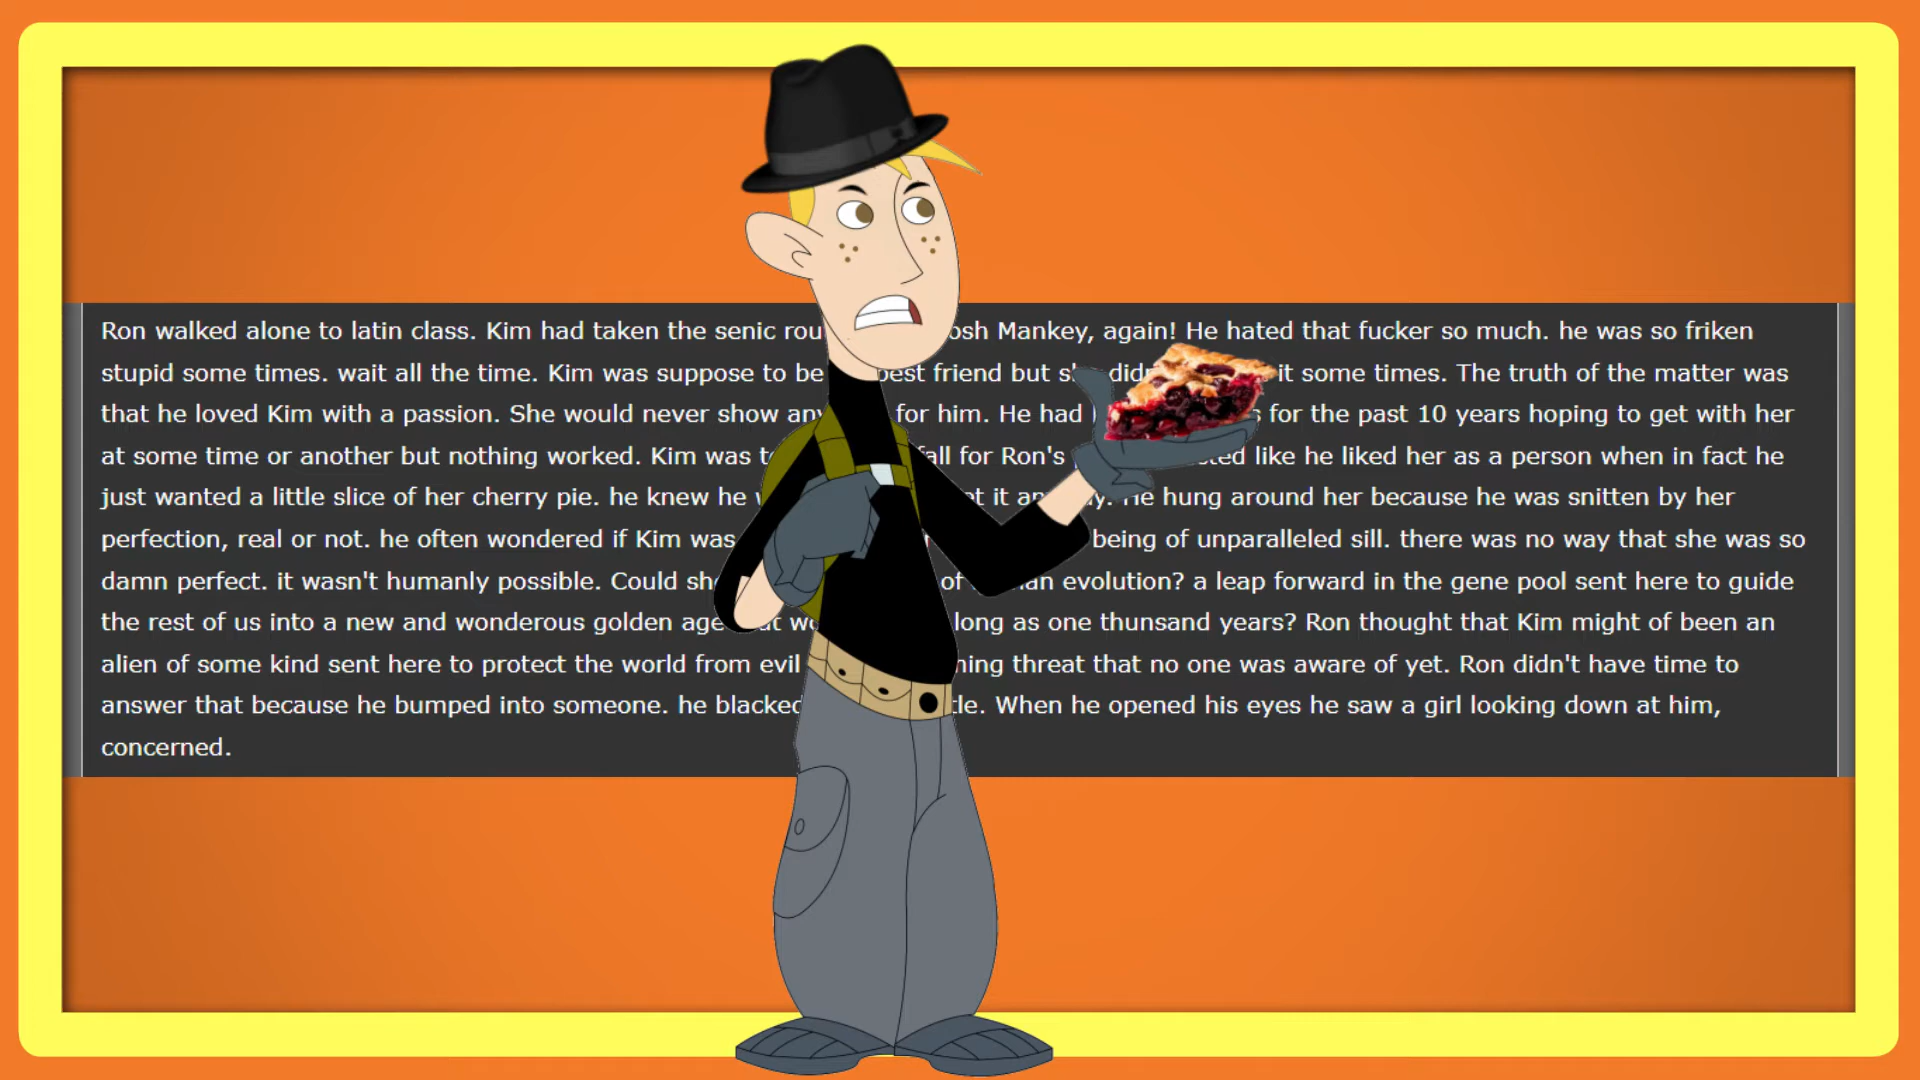 Ron walked alone to latin class. Kim had taken the senic Mankey, again! He hated that fucker so much. he was so friken
stupid some times. wait all the time. Kim was suppose to be friend but it some times. The truth of the matter was
that he loved Kim with a passion. She would never show for him. He had for the past 10 years hoping to get with her
at some time or another but nothing worked. Kim was for Ron's like he liked her as a person when in fact he
just wanted a little slice of her cherry pie. he knew he it hung around her because he was snitten by her
perfection, real or not. he often wondered if Kim was being of unparalleled sill. there was no way that she was so
damn perfect. it wasn't humanly possible. Could of evolution? a leap forward in the gene pool sent here to guide
the rest of us into a new and wonderous golden age long as one thunsand years? Ron thought that Kim might of been an
alien of some kind sent here to protect the world from evil threat that no one was aware of yet. Ron didn't have time to
answer that because he bumped into someone. he When he opened his eyes he saw a girl looking down at him,
concerned.